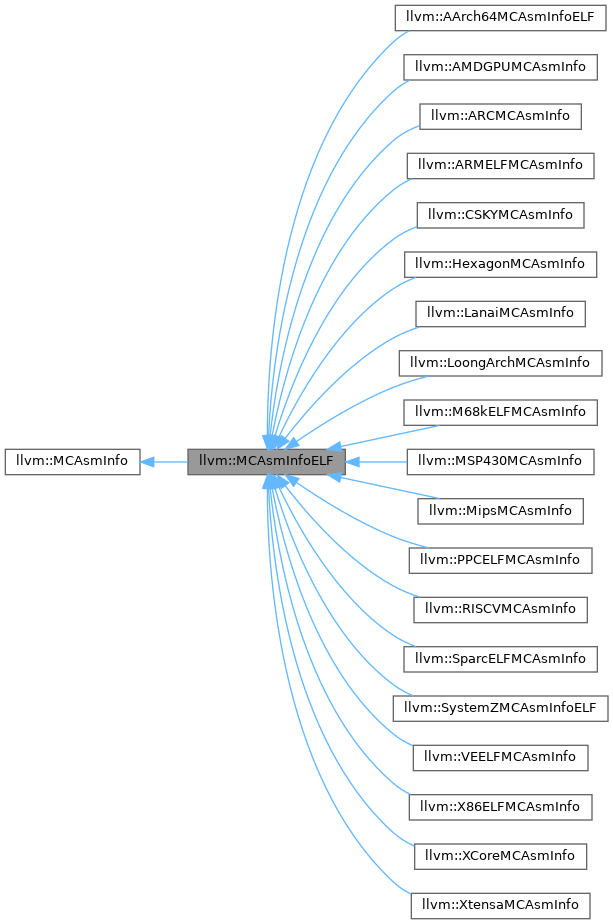 llvm::AArch64MCAsmInfoELF
llvm::AMDGPUMCAsmInfo
llvm::ARCMCAsmInfo
llvm::ARMELFMCAsmInfo
llvm::CSKYMCAsmInfo
llvm::HexagonMCAsmInfo
llvm::LanaiMCAsmInfo
llvm::LoongArchMCAsmInfo
llvm::M68kELFMCAsmInfo
llvm::MCAsmInfo
llvm::MCAsmInfoELF
llvm::MSP430MCAsmInfo
llvm::MipsMCAsmInfo
llvm::PPCELFMCAsmInfo
llvm::RISCVMCAsmInfo
llvm::SparcELFMCAsmInfo
llvm::SystemZMCAsmInfoELF
llvm::VEELFMCAsmInfo
llvm::X86ELFMCAsmInfo
llvm::XCoreMCAsmInfo
llvm::XtensaMCAsmInfo